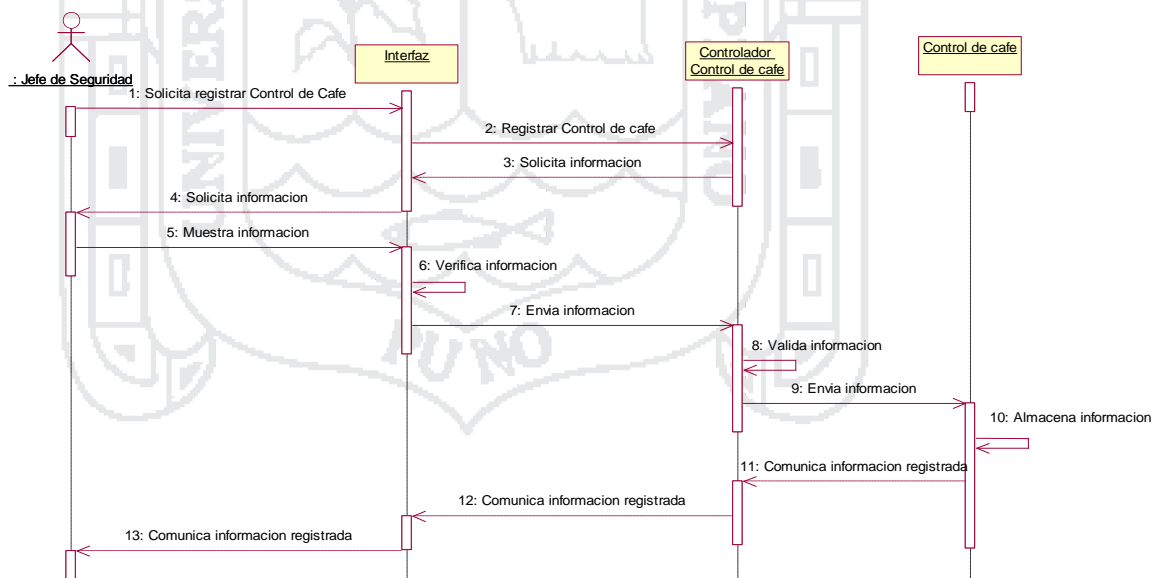 Interfaz
Controlador
Control de cafe
Control de cafe
: Jefe de Seguridad
1: Solicita registrar Control de Cafe
2: Registrar Control de cafe
3: Solicita informacion
4: Solicita informacion
5: Muestra informacion
6: Verifica informacion
7: Envia informacion
8: Valida informacion
9: Envia informacion
10: Almacena informacion
11: Comunica informacion registrada
12: Comunica informacion registrada
13: Comunica informacion registrada
PUNO